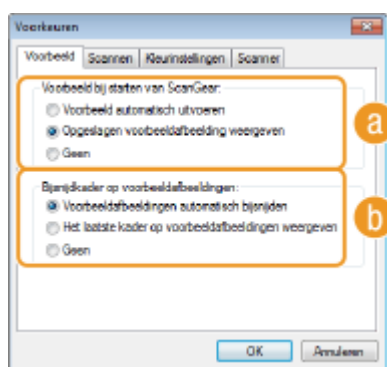 Voorkeuren
Voorbeeld Scannen Kleurinstellingen Scanner
Voorbeeld bij starten van ScanGear:
Voorbeeld automatisch uitvoeren
Opgeslagen voorbeeldafbeelding weergeven
Geen
a
Bijsnijdkader op voorbeeldafbeeldingen:
Voorbeeldafbeeldingen automatisch bijsnijden
Het laatste kader op voorbeeldafbeeldingen weergeven
Geen
b
OK Annuleren